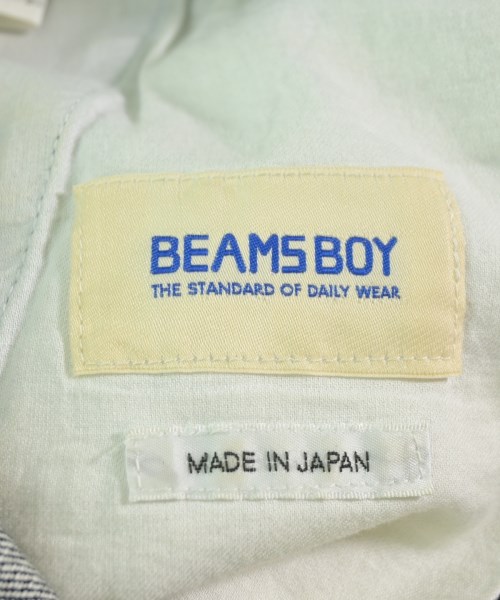 BEAMS BOY
THE STANDARD OF DAILY WEAR
MADE IN JAPAN